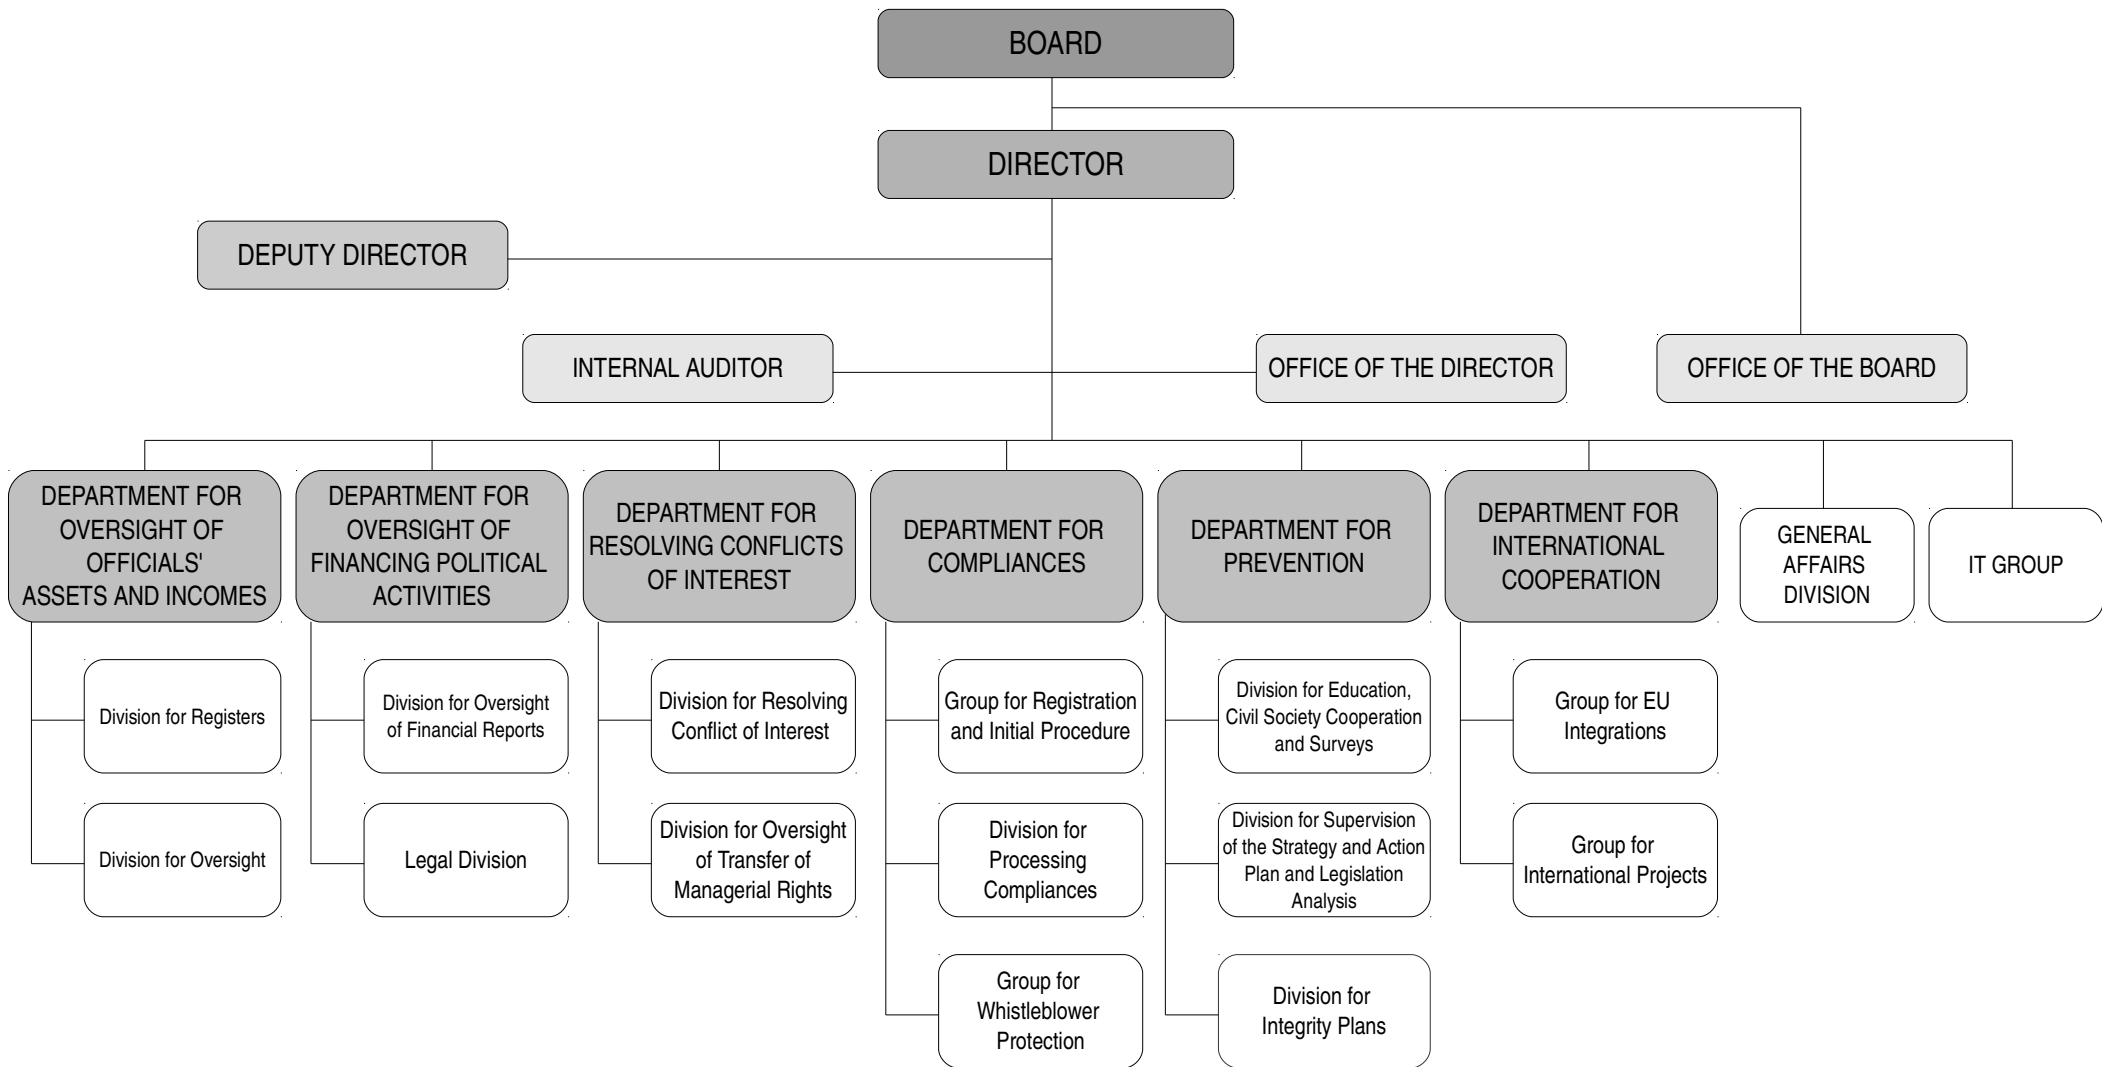 BOARD
DIRECTOR
DEPUTY DIRECTOR
INTERNAL AUDITOR
OFFICE OF THE DIRECTOR
OFFICE OF THE BOARD
DEPARTMENT FOR
OVERSIGHT OF
OFFICIALS'
ASSETS AND INCOMES
DEPARTMENT FOR
OVERSIGHT OF
FINANCING POLITICAL
ACTIVITIES
DEPARTMENT FOR
RESOLVING CONFLICTS
OF INTEREST
DEPARTMENT FOR
COMPLIANCES
DEPARTMENT FOR
PREVENTION
DEPARTMENT FOR
INTERNATIONAL
COOPERATION
GENERAL
AFFAIRS
DIVISION
IT GROUP
Division for Registers
Division for Oversight
of Financial Reports
Division for Resolving
Conflict of Interest
Group for Registration
and Initial Procedure
Division for Education,
Civil Society Cooperation
and Surveys
Group for EU
Integrations
Division for Oversight
Legal Division
Division for Oversight
of Transfer of
Managerial Rights
Division for
Processing
Compliances
Division for Supervision
of the Strategy and Action
Plan and Legislation
Analysis
Group for
International Projects
Group for
Whistleblower
Protection
Division for
Integrity Plans